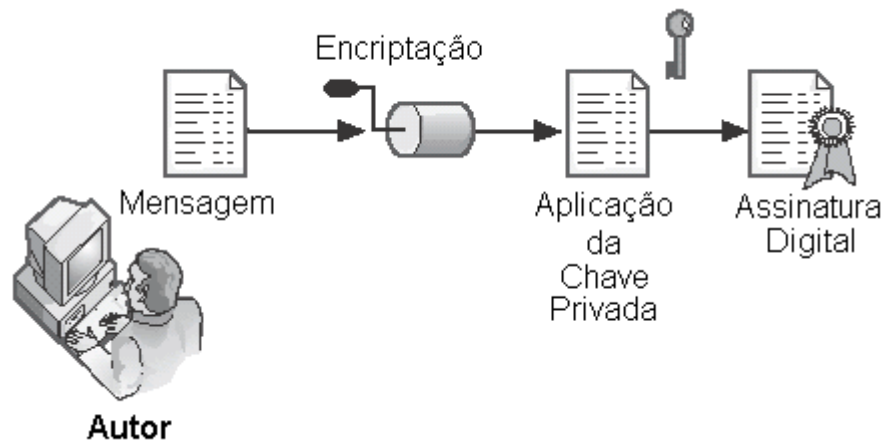 Encriptação
Mensagem
Aplicação
da
Chave
Privada
Assinatura
Digital
Autor